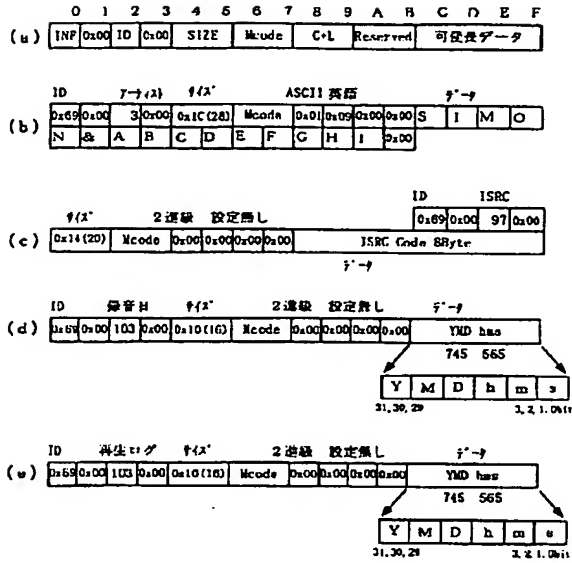 0 1 2 3 4 5 6 7 8 9 A B C D E F
(a) INF 0x00 ID 0x00 SIZE Mcode C+L Reserved 可変長データ
ID アーティスト サイズ ASCII 英語 データ
(b) 0x69 0x00 3 0x00 0x1C(28) Mcode 0x01 0x09 0x00 0x00 S I M O
N & A B C D E F G H I 0x00
ID ISRC
0x69 0x00 97 0x00
サイズ 2進級 設定無し
(c) 0x14(20) Mcode 0x00 0x00 0x00 0x00 ISRC Code 8Byte
データ
ID 録音日 サイズ 2進級 設定無し データ
(d) 0x69 0x00 103 0x00 0x10(16) Mcode 0x00 0x00 0x00 0x00 YMD hms
745 565
Y M D h m s
31,30,29 3,2,1.0bit
ID 再生ログ サイズ 2進級 設定無し データ
(e) 0x69 0x00 103 0x00 0x10(16) Mcode 0x00 0x00 0x00 0x00 YMD hms
745 565
Y M D h m s
31,30,29 3,2,1.0bit